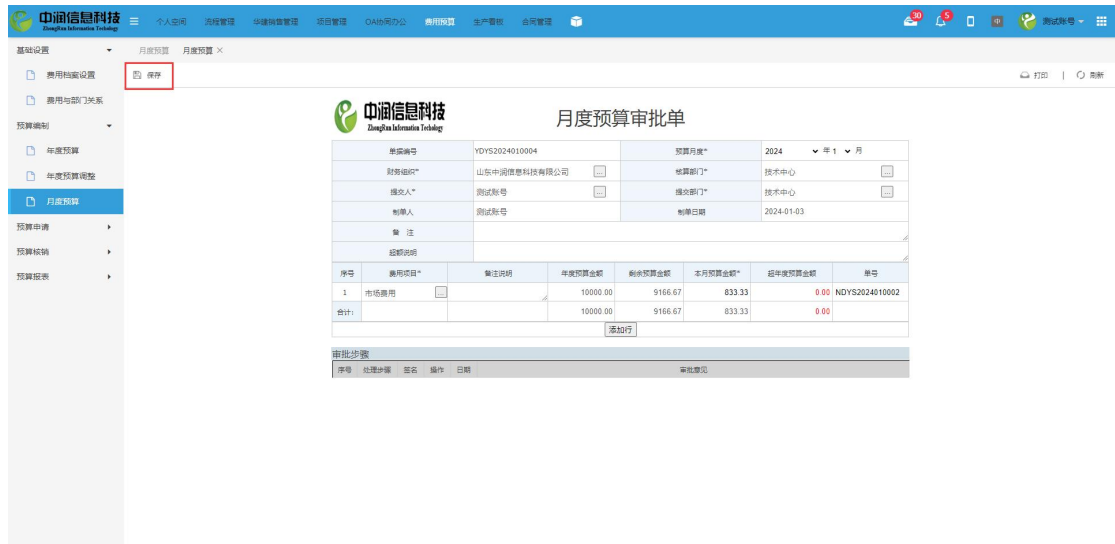 中润信息科技 人空间 流程管理 华建销售管理 项目管理 OA协同办公 费用预算 生产看板 合同管理 30 5 中 测试账号
ZhongRun Information Techology
基础设置 月度预算 月度预算 ×
费用档案设置 保存 打印 | 刷新
费用与部门关系
预算编制
年度预算
年度预算调整
月度预算
预算申请
预算核销
预算报表
中润信息科技
ZhongRun Information Techology
月度预算审批单
单据编号 YDYS2024010004 预算月度* 2024 年 1 月
财务组织* 山东中润信息科技有限公司 ... 核算部门* 技术中心 ...
提交人* 测试账号 ... 提交部门* 技术中心 ...
制单人 测试账号 制单日期 2024-01-03
备 注
超额说明
序号 费用项目* 备注说明 年度预算金额 剩余预算金额 本月预算金额* 超年度预算金额 单号
1 市场费用 ... 10000.00 9166.67 833.33 0.00 NDYS2024010002
合计: 10000.00 9166.67 833.33 0.00
添加行
审批步骤
序号 处理步骤 签名 操作 日期 审批意见